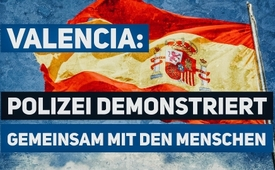 VALENCIA:
POLIZEI DEMONSTRIERT
GEMEINSAM MIT DEN MENSCHEN